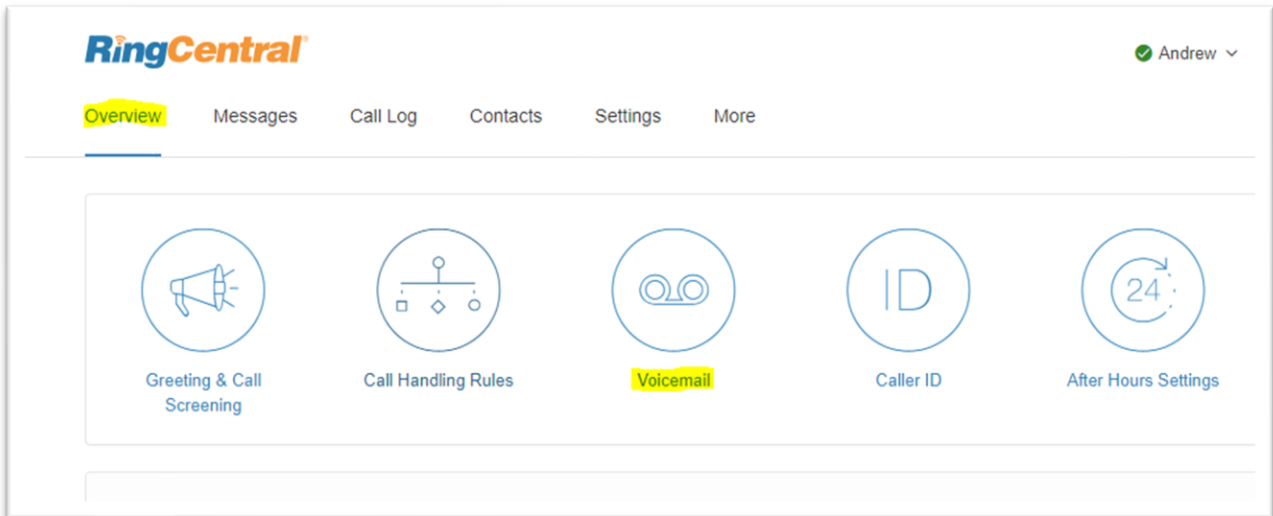 RingCentral®
Andrew
Overview Messages Call Log Contacts Settings More
ID
24
Greeting & Call Screening
Call Handling Rules
Voicemail
Caller ID
After Hours Settings